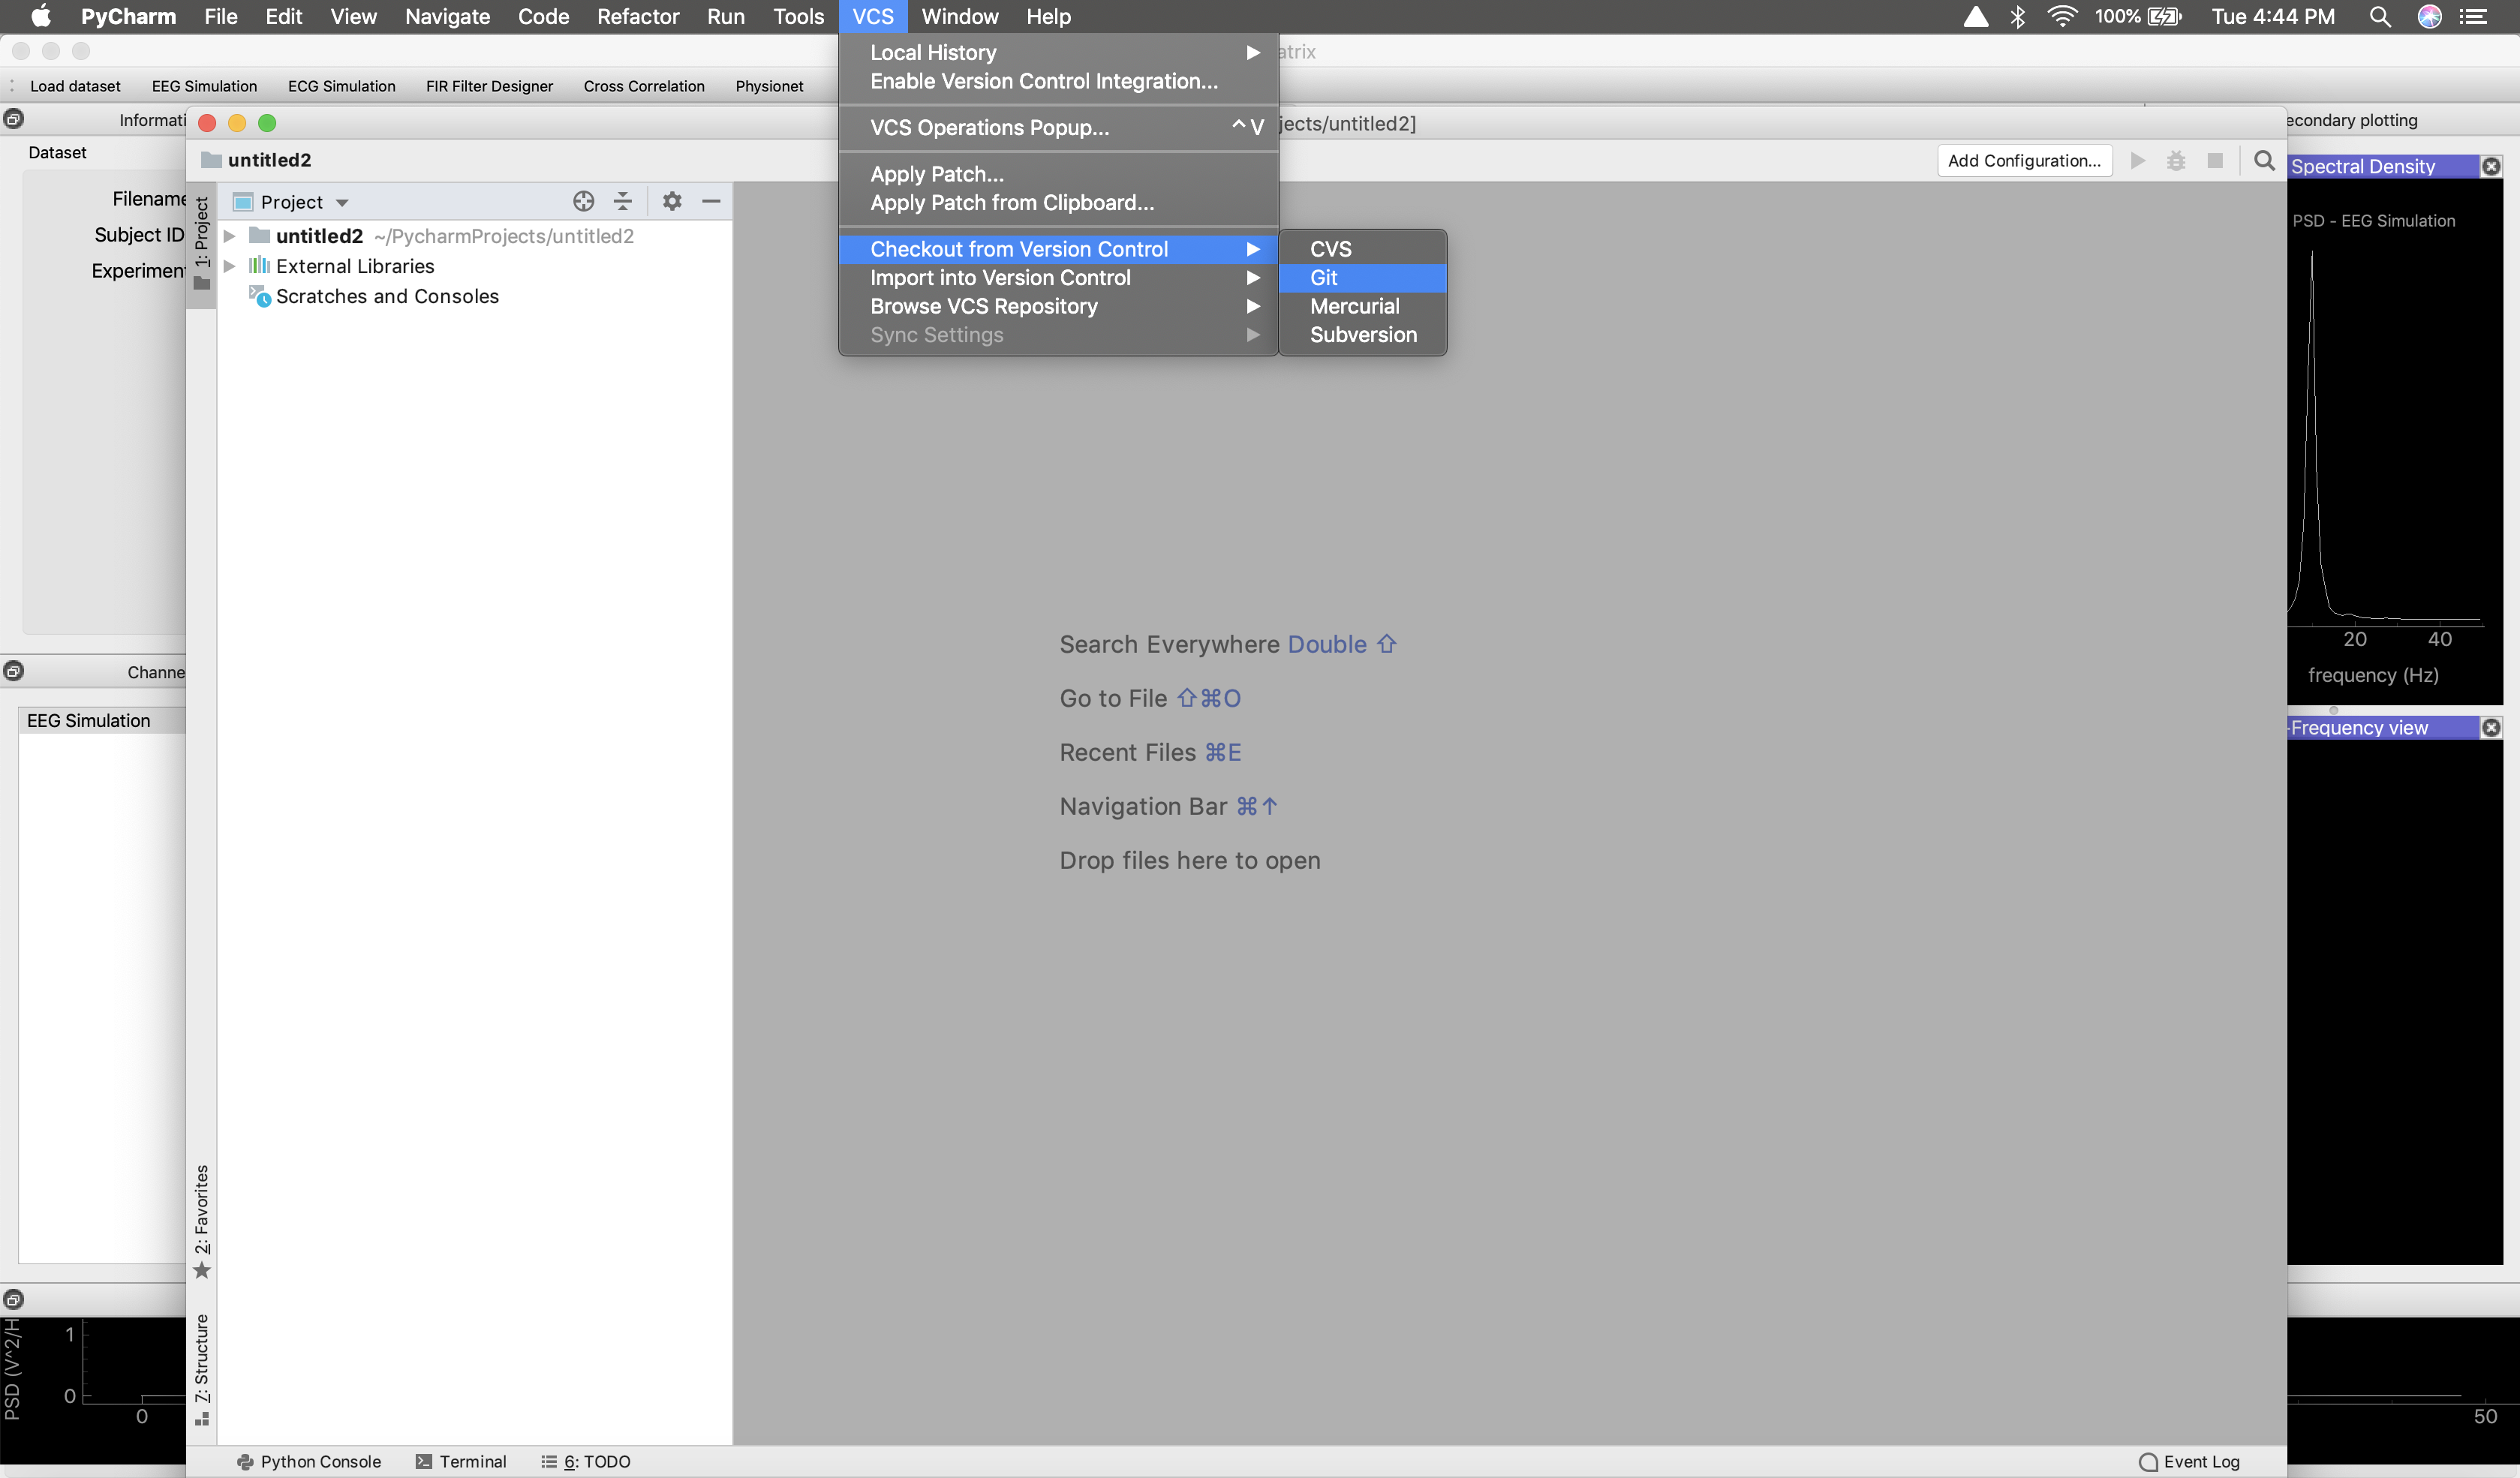 PyCharm File Edit View Navigate Code Refactor Run Tools VCS Window Help 100% Tue 4:44 PM
Load dataset EEG Simulation ECG Simulation FIR Filter Designer Cross Correlation Physionet
Local History
Enable Version Control Integration...
VCS Operations Popup... ^V
Apply Patch...
Apply Patch from Clipboard...
Checkout from Version Control
Import into Version Control
Browse VCS Repository
Sync Settings
CVS
Git
Mercurial
Subversion
atrix
jects/untitled2]
Informati
Dataset
Filename
Subject ID
Experimen
Channe
EEG Simulation
untitled2
Add Configuration...
1: Project
Project
untitled2 ~/PycharmProjects/untitled2
External Libraries
Scratches and Consoles
Search Everywhere Double ⇧
Go to File ⇧⌘O
Recent Files ⌘E
Navigation Bar ⌘↑
Drop files here to open
econdary plotting
Spectral Density
PSD - EEG Simulation
20 40
frequency (Hz)
-Frequency view
2: Favorites
7: Structure
PSD (V^2/H
1
0
0
50
Python Console Terminal 6: TODO Event Log